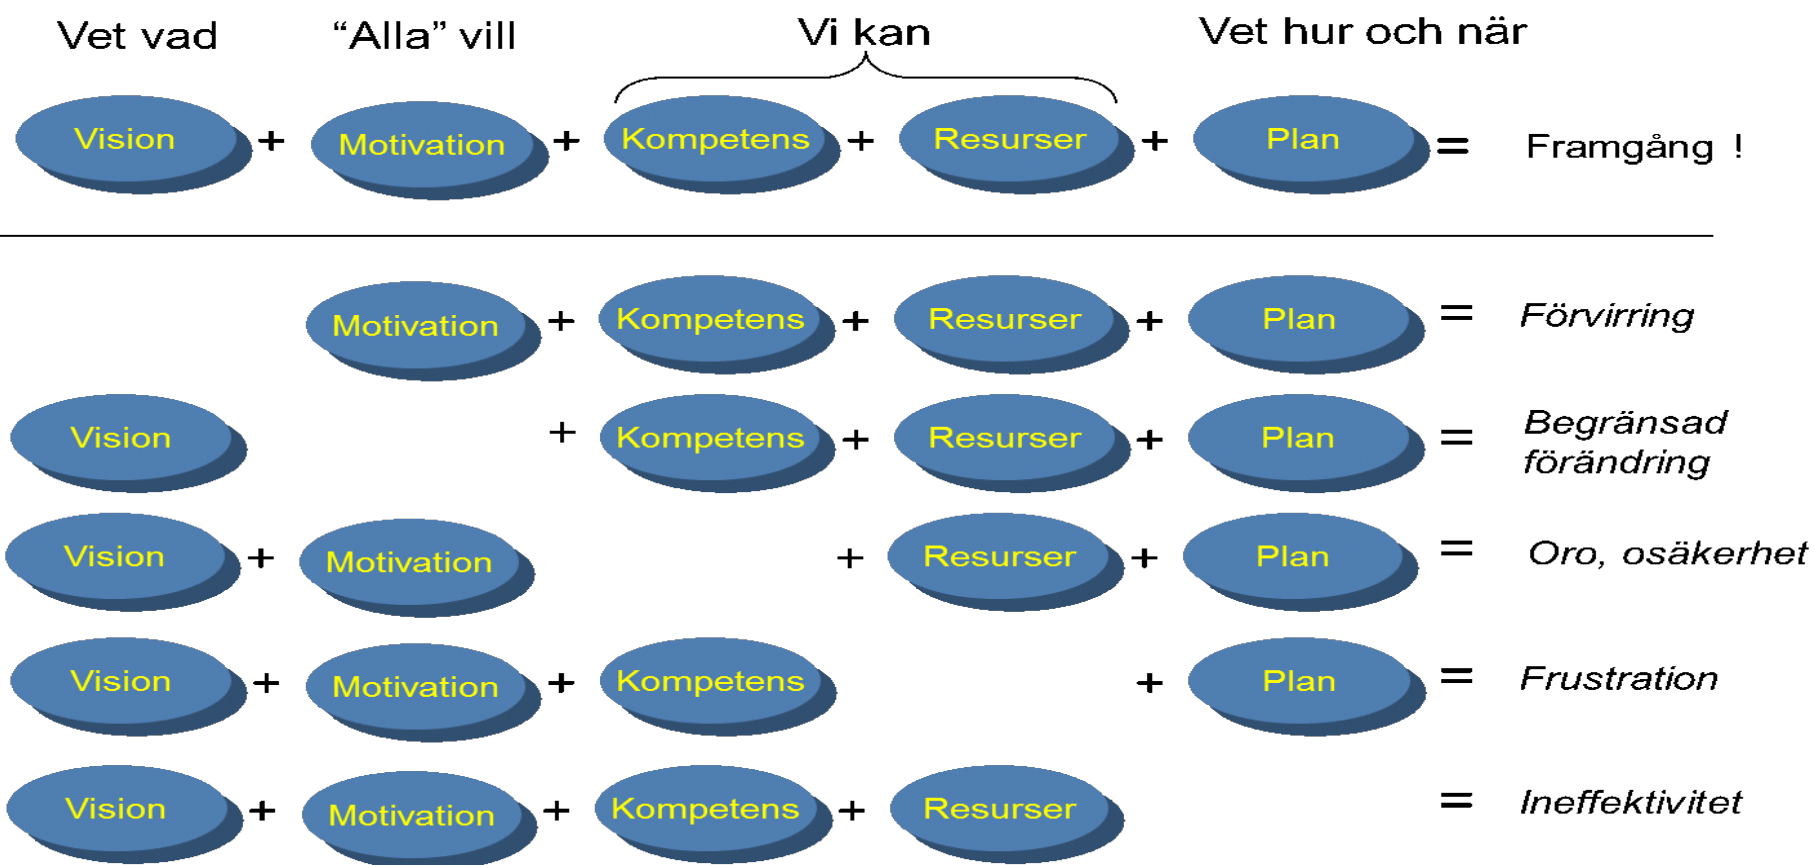 Vet vad “Alla” vill Vi kan Vet hur och när
Vision + Motivation + Kompetens + Resurser + Plan = Framgång !
Motivation + Kompetens + Resurser + Plan = Förvirring
Vision + Kompetens + Resurser + Plan = Begränsad
förändring
Vision + Motivation + Resurser + Plan = Oro, osäkerhet
Vision + Motivation + Kompetens + Plan = Frustration
Vision + Motivation + Kompetens + Resurser = Ineffektivitet